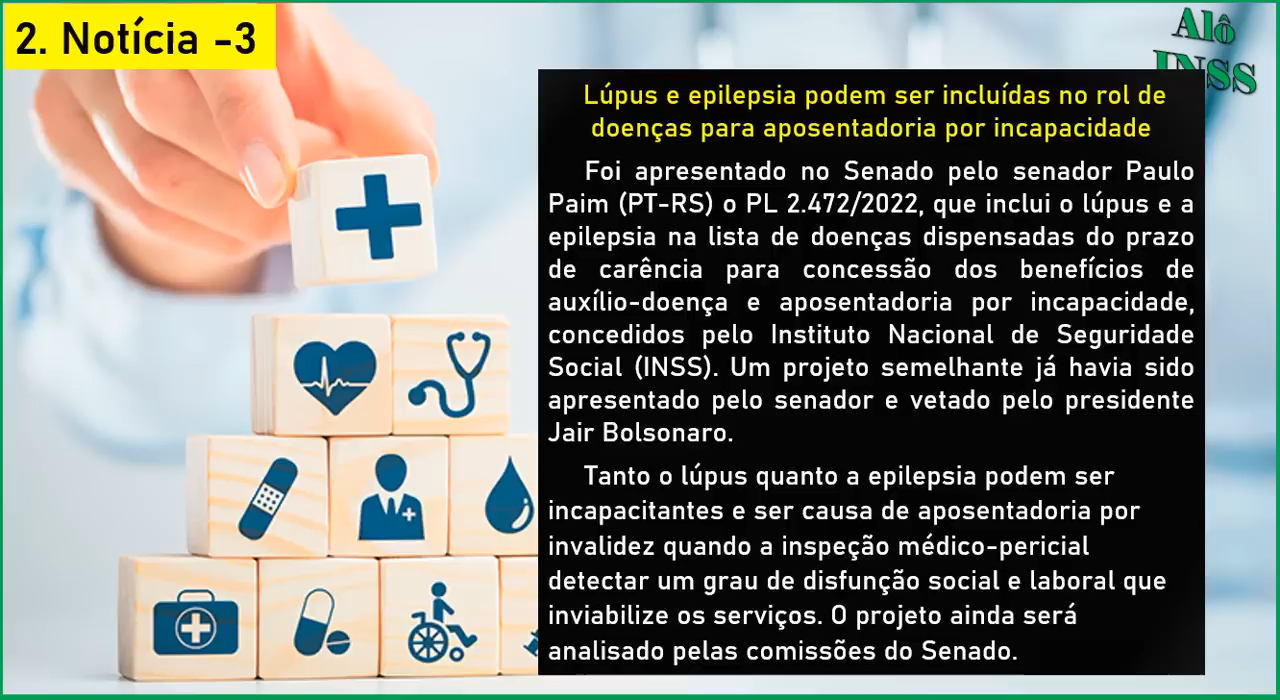 2. Notícia -3
Alô
INSS
Lúpus e epilepsia podem ser incluídas no rol de
doenças para aposentadoria por incapacidade
Foi apresentado no Senado pelo senador Paulo
Paim (PT-RS) o PL 2.472/2022, que inclui o lúpus e a
epilepsia na lista de doenças dispensadas do prazo
de carência para concessão dos benefícios de
auxílio-doença e aposentadoria por incapacidade,
concedidos pelo Instituto Nacional de Seguridade
Social (INSS). Um projeto semelhante já havia sido
apresentado pelo senador e vetado pelo presidente
Jair Bolsonaro.
Tanto o lúpus quanto a epilepsia podem ser
incapacitantes e ser causa de aposentadoria por
invalidez quando a inspeção médico-pericial
detectar um grau de disfunção social e laboral que
inviabilize os serviços. O projeto ainda será
analisado pelas comissões do Senado.